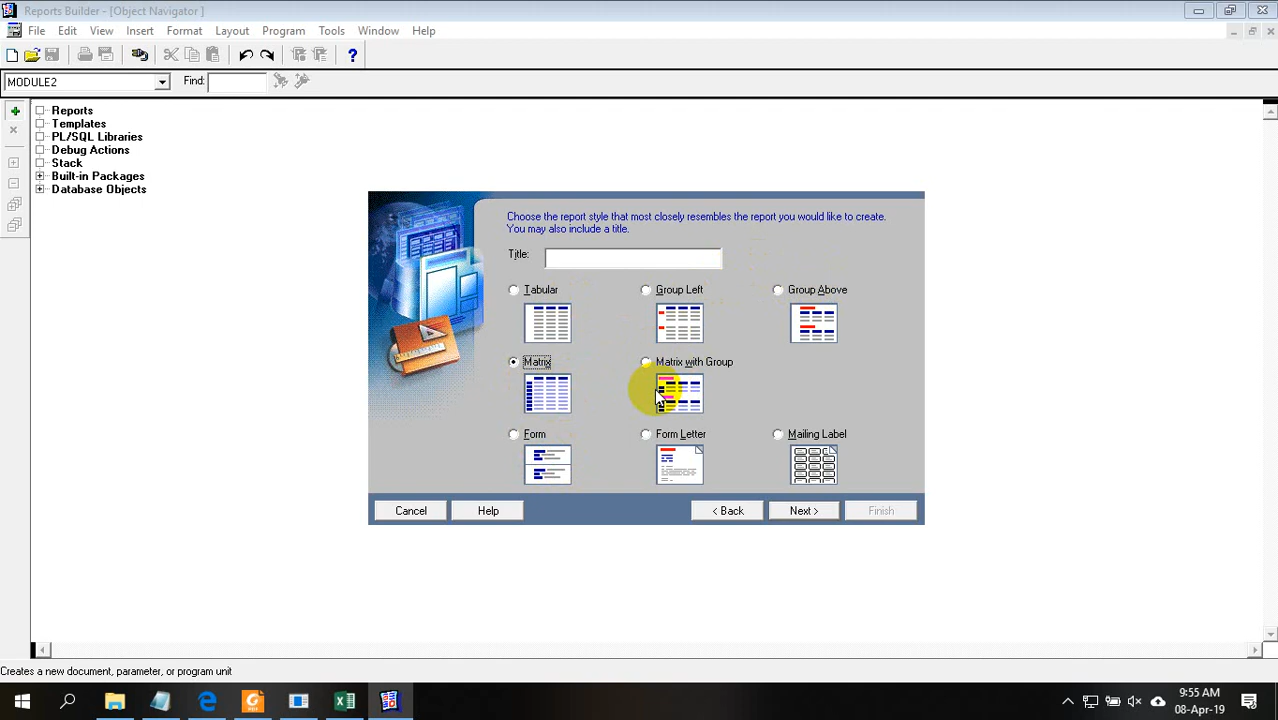 Reports Builder - [Object Navigator ]
File Edit View Insert Format Layout Program Tools Window Help
MODULE2 Find:
Reports
Templates
PL/SQL Libraries
Debug Actions
Stack
Built-in Packages
Database Objects
Choose the report style that most closely resembles the report you would like to create.
You may also include a title.
Title:
Tabular Group Left Group Above
Matrix Matrix with Group
Form Form Letter Mailing Label
Cancel Help < Back Next > Finish
Creates a new document, parameter, or program unit
9:55 AM
08-Apr-19